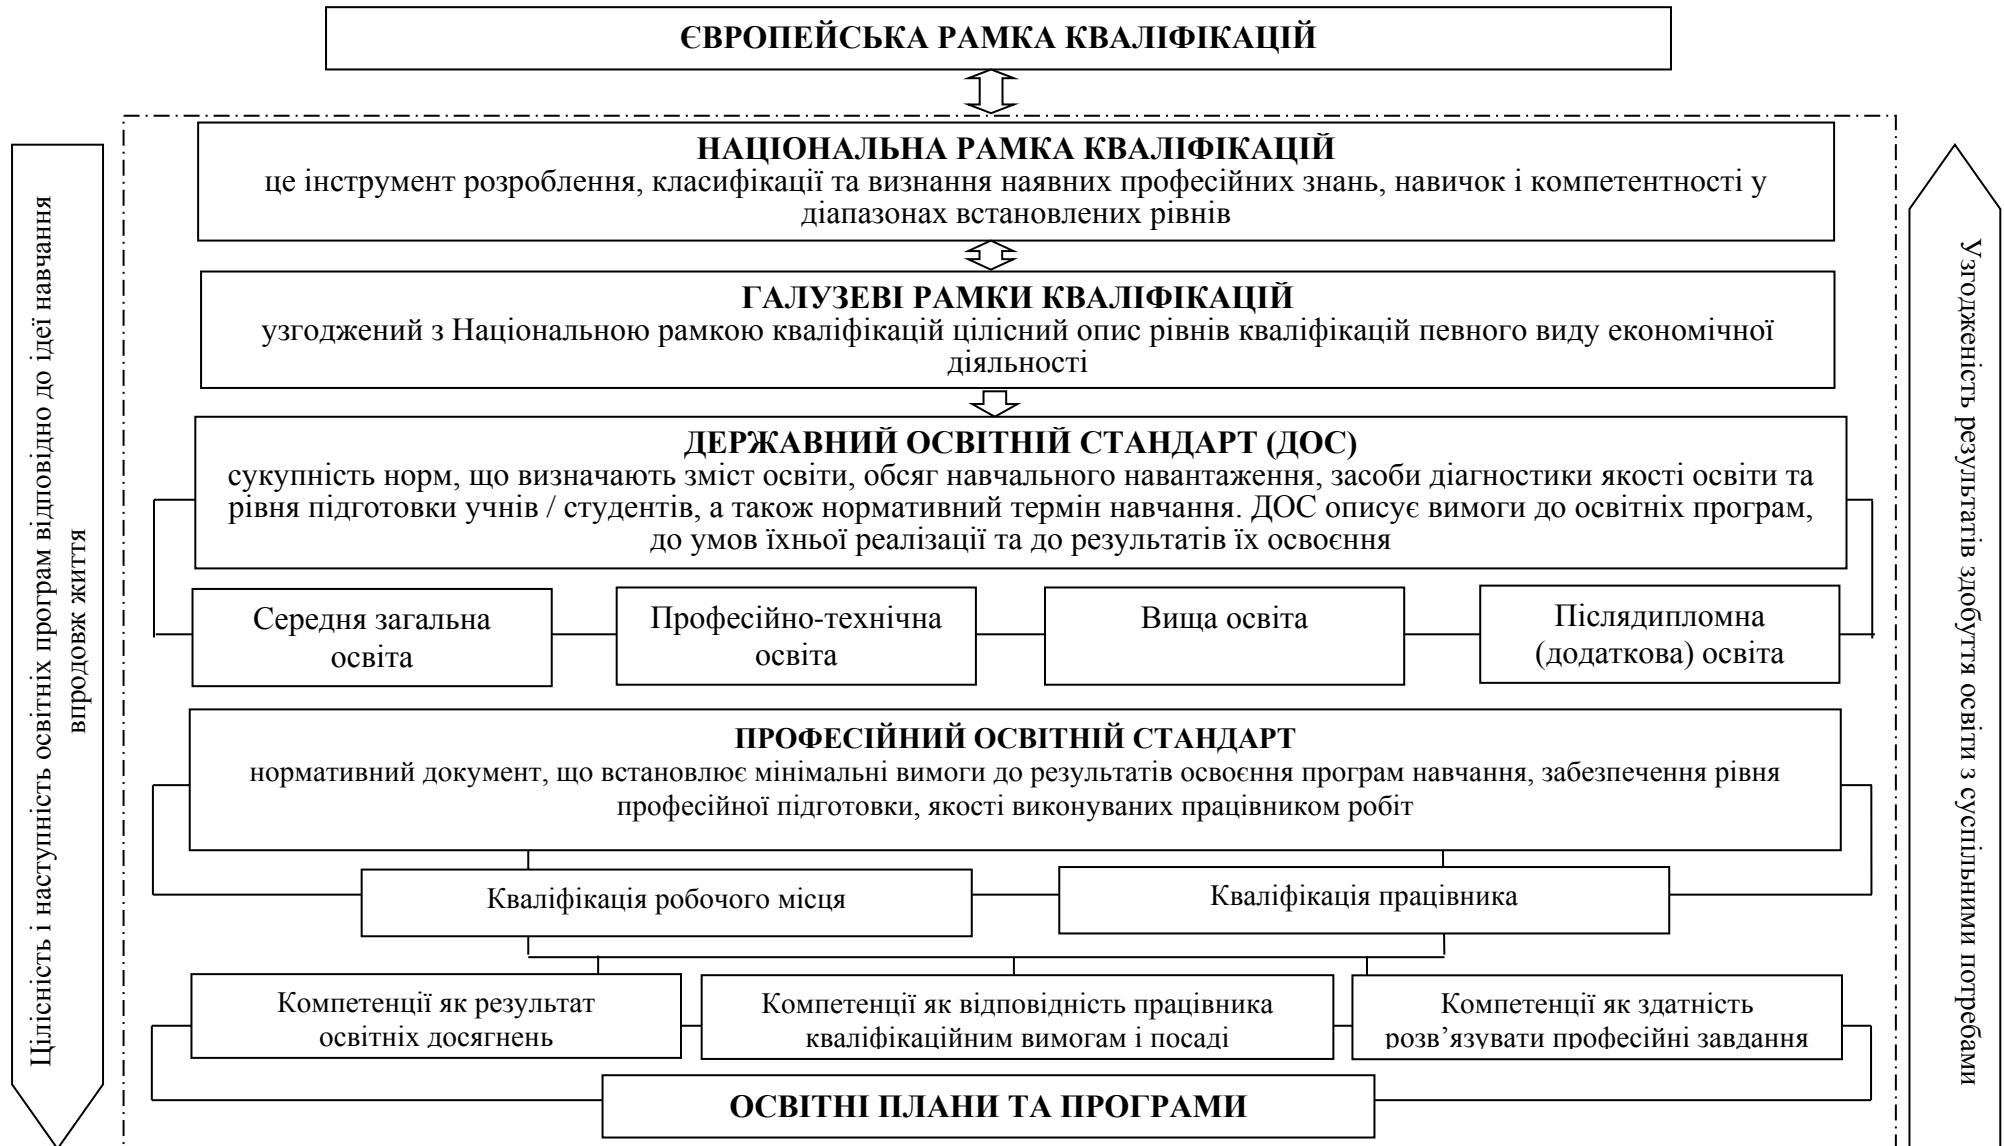 ЄВРОПЕЙСЬКА РАМКА КВАЛІФІКАЦІЙ
НАЦІОНАЛЬНА РАМКА КВАЛІФІКАЦІЙ
це інструмент розроблення, класифікації та визнання наявних професійних знань, навичок і компетентності у
діапазонах встановлених рівнів
ГАЛУЗЕВІ РАМКИ КВАЛІФІКАЦІЙ
узгоджений з Національною рамкою кваліфікацій цілісний опис рівнів кваліфікацій певного виду економічної
діяльності
ДЕРЖАВНИЙ ОСВІТНІЙ СТАНДАРТ (ДОС)
сукупність норм, що визначають зміст освіти, обсяг навчального навантаження, засоби діагностики якості освіти та
рівня підготовки учнів / студентів, а також нормативний термін навчання. ДОС описує вимоги до освітніх програм,
до умов їхньої реалізації та до результатів їх освоєння
Середня загальна
освіта
Професійно-технічна
освіта
Вища освіта
Післядипломна
(додаткова) освіта
ПРОФЕСІЙНИЙ ОСВІТНІЙ СТАНДАРТ
нормативний документ, що встановлює мінімальні вимоги до результатів освоєння програм навчання, забезпечення рівня
професійної підготовки, якості виконуваних працівником робіт
Кваліфікація робочого місця
Кваліфікація працівника
Компетенції як результат
освітніх досягнень
Компетенції як відповідність працівника
кваліфікаційним вимогам і посаді
Компетенції як здатність
розв’язувати професійні завдання
ОСВІТНІ ПЛАНИ ТА ПРОГРАМИ
Цілісність і наступність освітніх програм відповідно до ідеї навчання
впродовж життя
Узгодженість результатів здобуття освіти з суспільними потребами